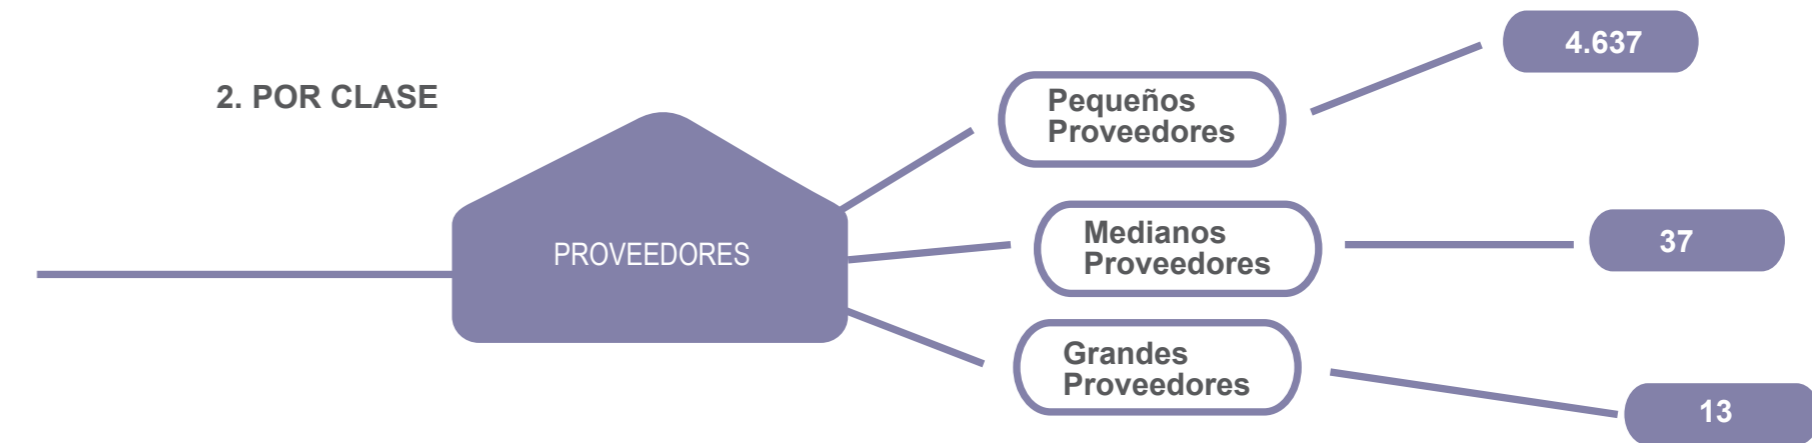 2. POR CLASE
PROVEEDORES
Pequeños
Proveedores
4.637
Medianos
Proveedores
37
Grandes
Proveedores
13